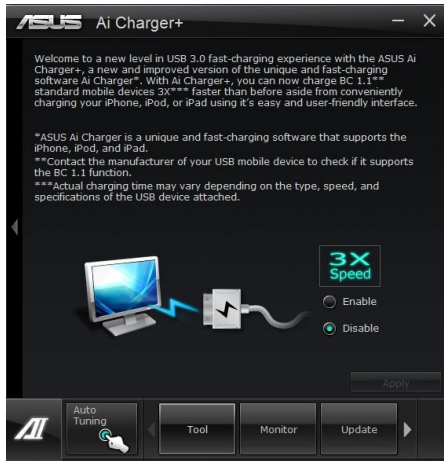 ASUS Ai Charger+
Welcome to a new level in USB 3.0 fast-charging experience with the ASUS Ai
Charger+, a new and improved version of the unique and fast-charging
software Ai Charger*. With Ai Charger+, you can now charge BC 1.1**
standard mobile devices 3X*** faster than before aside from conveniently
charging your iPhone, iPod, or iPad using it's easy and user-friendly interface.
*ASUS Ai Charger is a unique and fast-charging software that supports the
iPhone, iPod, and iPad.
**Contact the manufacturer of your USB mobile device to check if it supports
the BC 1.1 function.
***Actual charging time may vary depending on the type, speed, and
specifications of the USB device attached.
3X
Speed
Enable
Disable
Apply
AI
Auto
Tuning
Tool
Monitor
Update